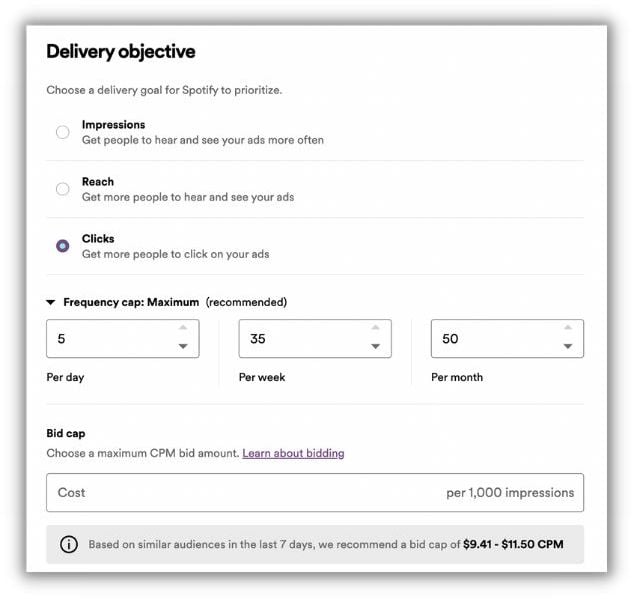 Delivery objective
Choose a delivery goal for Spotify to prioritize.
Impressions
Get people to hear and see your ads more often
Reach
Get more people to hear and see your ads
Clicks
Get more people to click on your ads
Frequency cap: Maximum (recommended)
5 35 50
Per day Per week Per month
Bid cap
Choose a maximum CPM bid amount. Learn about bidding
Cost per 1,000 impressions
Based on similar audiences in the last 7 days, we recommend a bid cap of $9.41 - $11.50 CPM